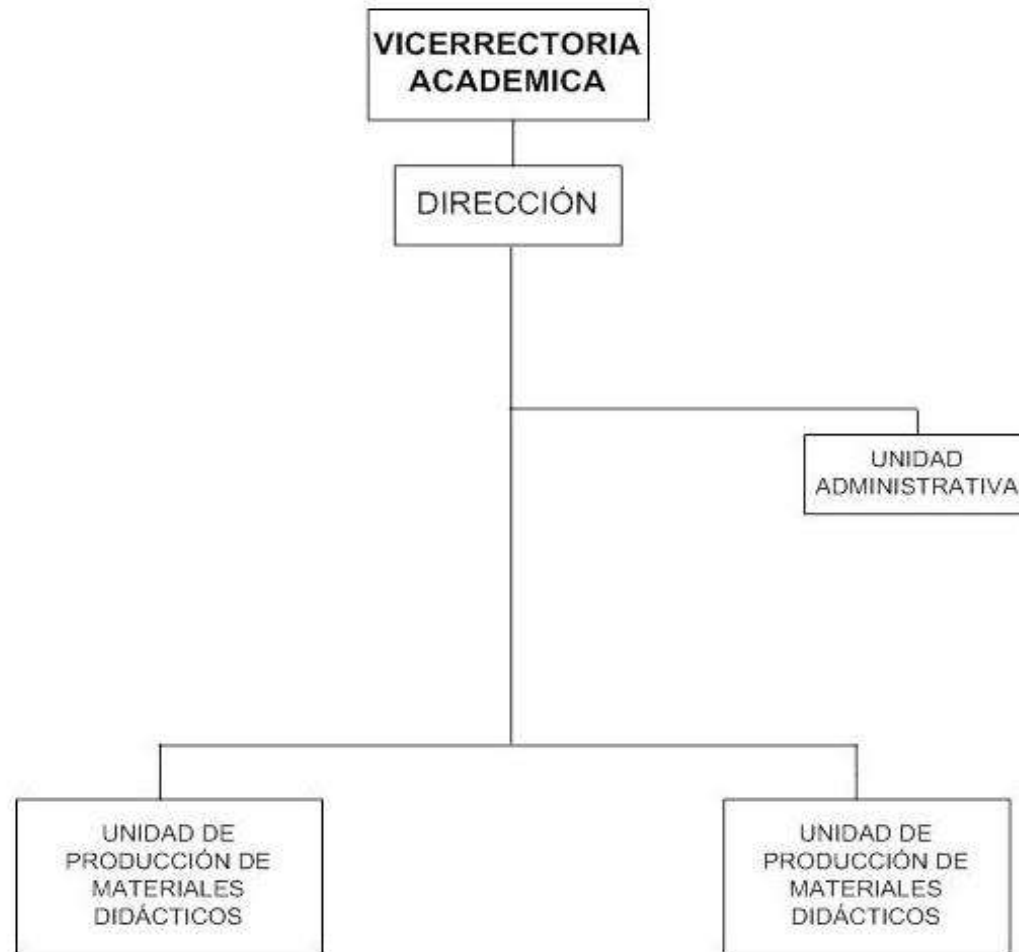 VICERRECTORIA
ACADEMICA
DIRECCIÓN
UNIDAD
ADMINISTRATIVA
UNIDAD DE
PRODUCCIÓN DE
MATERIALES
DIDÁCTICOS
UNIDAD DE
PRODUCCIÓN DE
MATERIALES
DIDÁCTICOS